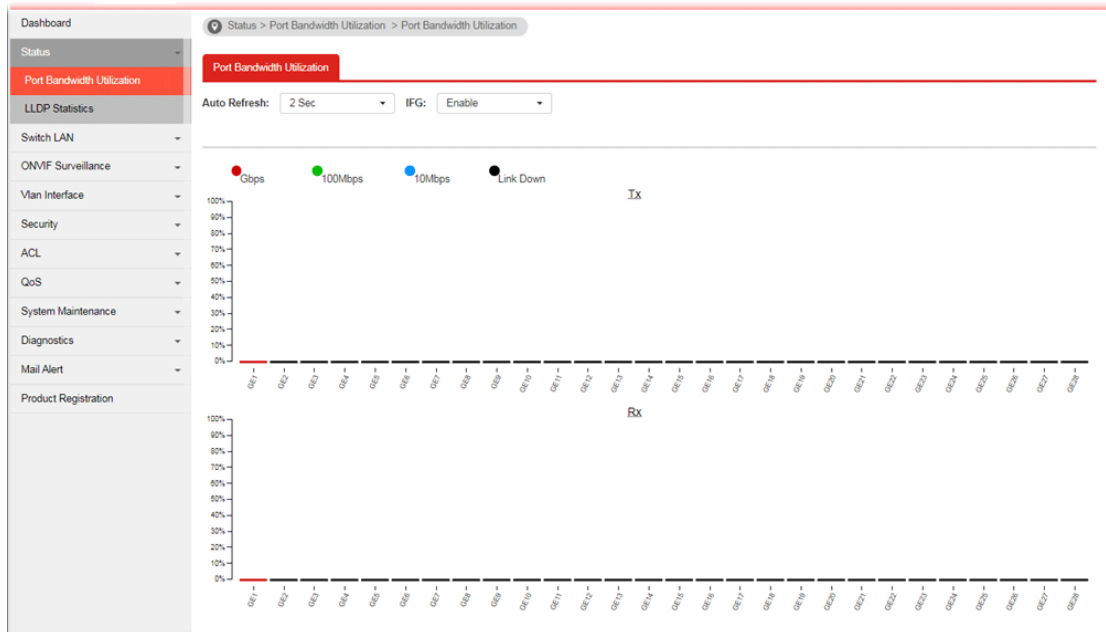 Dashboard
Status
Port Bandwidth Utilization
LLDP Statistics
Switch LAN
ONVIF Surveillance
Vlan Interface
Security
ACL
QoS
System Maintenance
Diagnostics
Mail Alert
Product Registration
Status > Port Bandwidth Utilization > Port Bandwidth Utilization
Port Bandwidth Utilization
Auto Refresh: 2 Sec IFG: Enable
Gbps 100Mbps 10Mbps Link Down
Tx
100%
90%
80%
70%
60%
50%
40%
30%
20%
10%
0%
GE1 GE2 GE3 GE4 GE5 GE6 GE7 GE8 GE9 GE10 GE11 GE12 GE13 GE14 GE15 GE16 GE17 GE18 GE19 GE20 GE21 GE22 GE23 GE24 GE25 GE26 GE27 GE28
Rx
100%
90%
80%
70%
60%
50%
40%
30%
20%
10%
0%
GE1 GE2 GE3 GE4 GE5 GE6 GE7 GE8 GE9 GE10 GE11 GE12 GE13 GE14 GE15 GE16 GE17 GE18 GE19 GE20 GE21 GE22 GE23 GE24 GE25 GE26 GE27 GE28